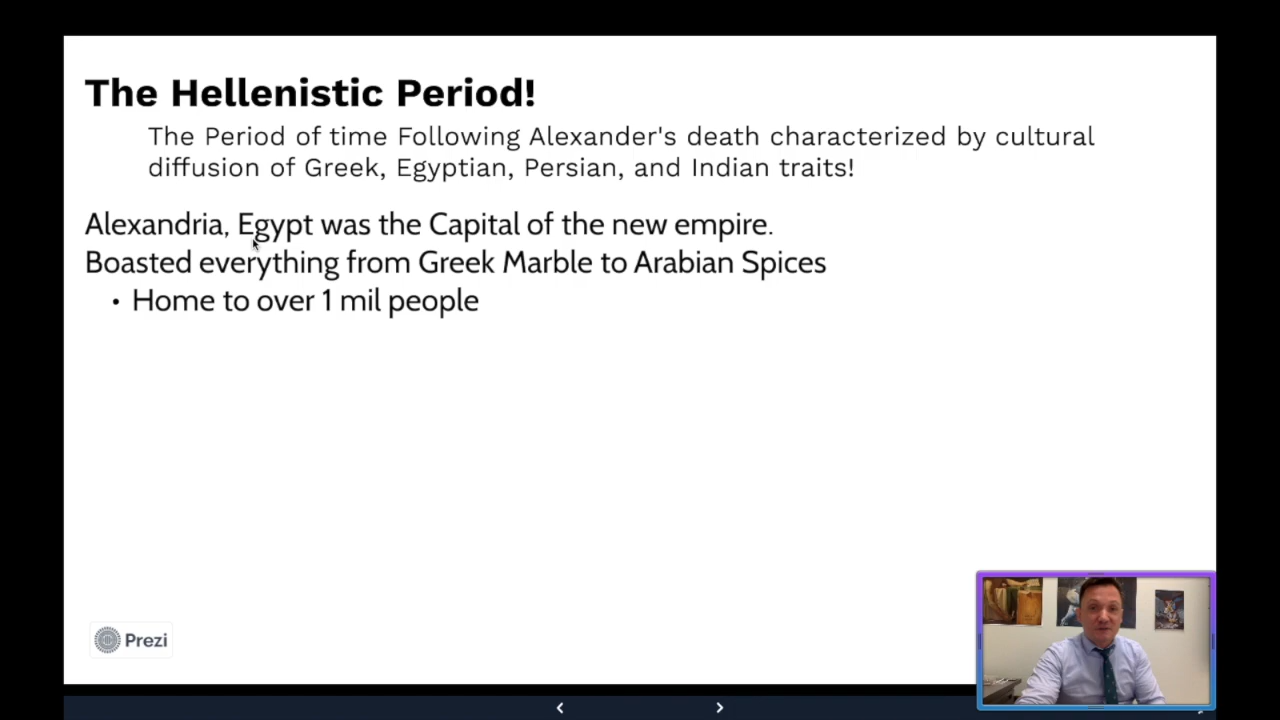 The Hellenistic Period!
The Period of time Following Alexander's death characterized by cultural
diffusion of Greek, Egyptian, Persian, and Indian traits!
Alexandria, Egypt was the Capital of the new empire.
Boasted everything from Greek Marble to Arabian Spices
• Home to over 1 mil people
Prezi